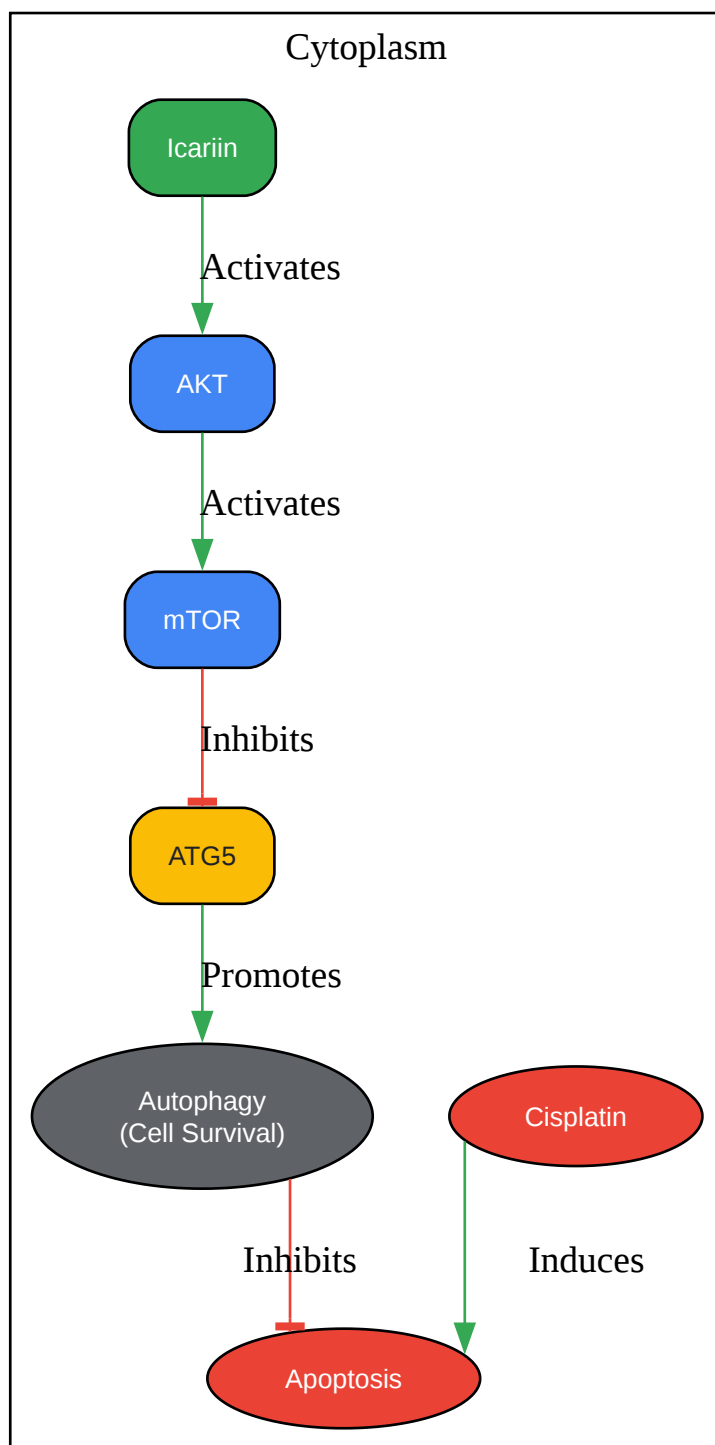 Cytoplasm
Icariin
Activates
AKT
Activates
mTOR
Inhibits
ATG5
Promotes
Autophagy
(Cell Survival)
Cisplatin
Inhibits
Induces
Apoptosis